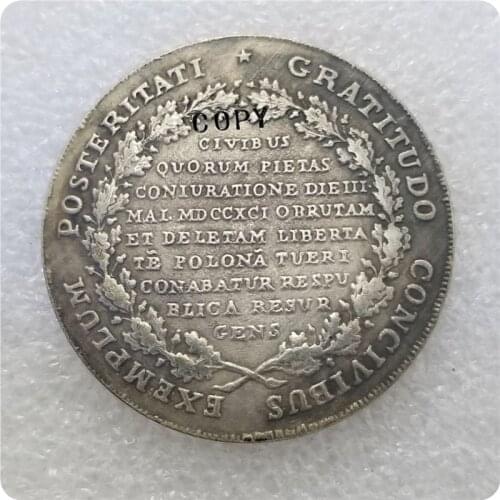 GRATITUDO CONCIVIBUS EXEMPLUM POSTERITATI ★
COPY
CIVIBUS
QUORUM PIETAS
CONIURATIONE DIE III
MAI. MDCCXCI OBRUTAM
ET DELETAM LIBERTA
TE POLONA TUERI
CONABATUR RESPU
BLICA RESUR
GENS